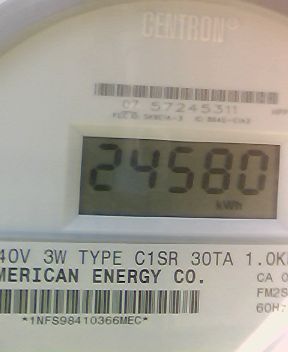 CENTRON®
07 57245311
24580
kWh
40V 3W TYPE C1SR 30TA 1.0K
MERICAN ENERGY CO.
CA 0
FM2S
60H
*1NFS98410366MEC*